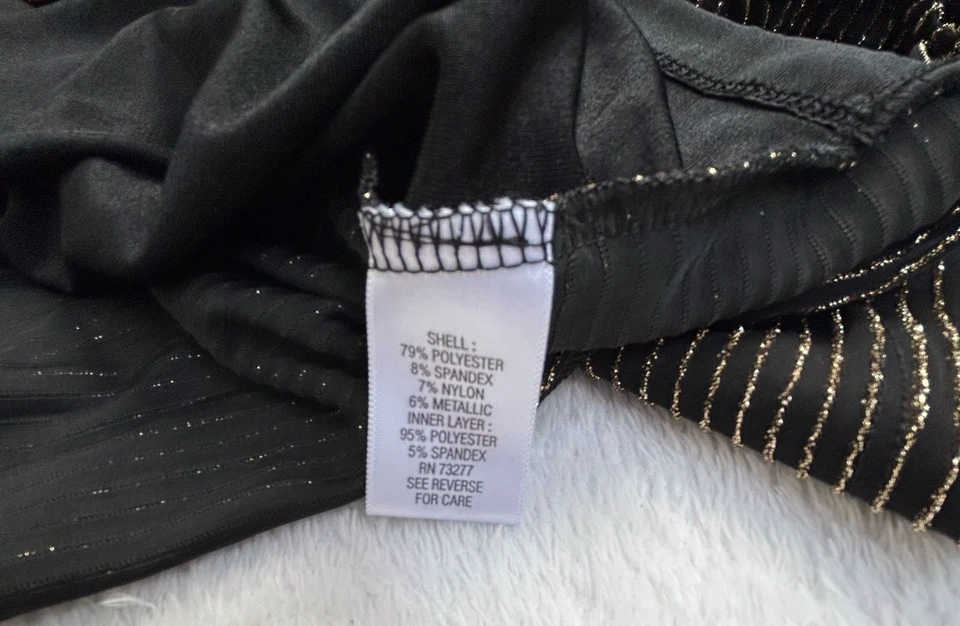 SHELL :
79% POLYESTER
8% SPANDEX
7% NYLON
6% METALLIC
INNER LAYER :
95% POLYESTER
5% SPANDEX
RN 73277
SEE REVERSE
FOR CARE